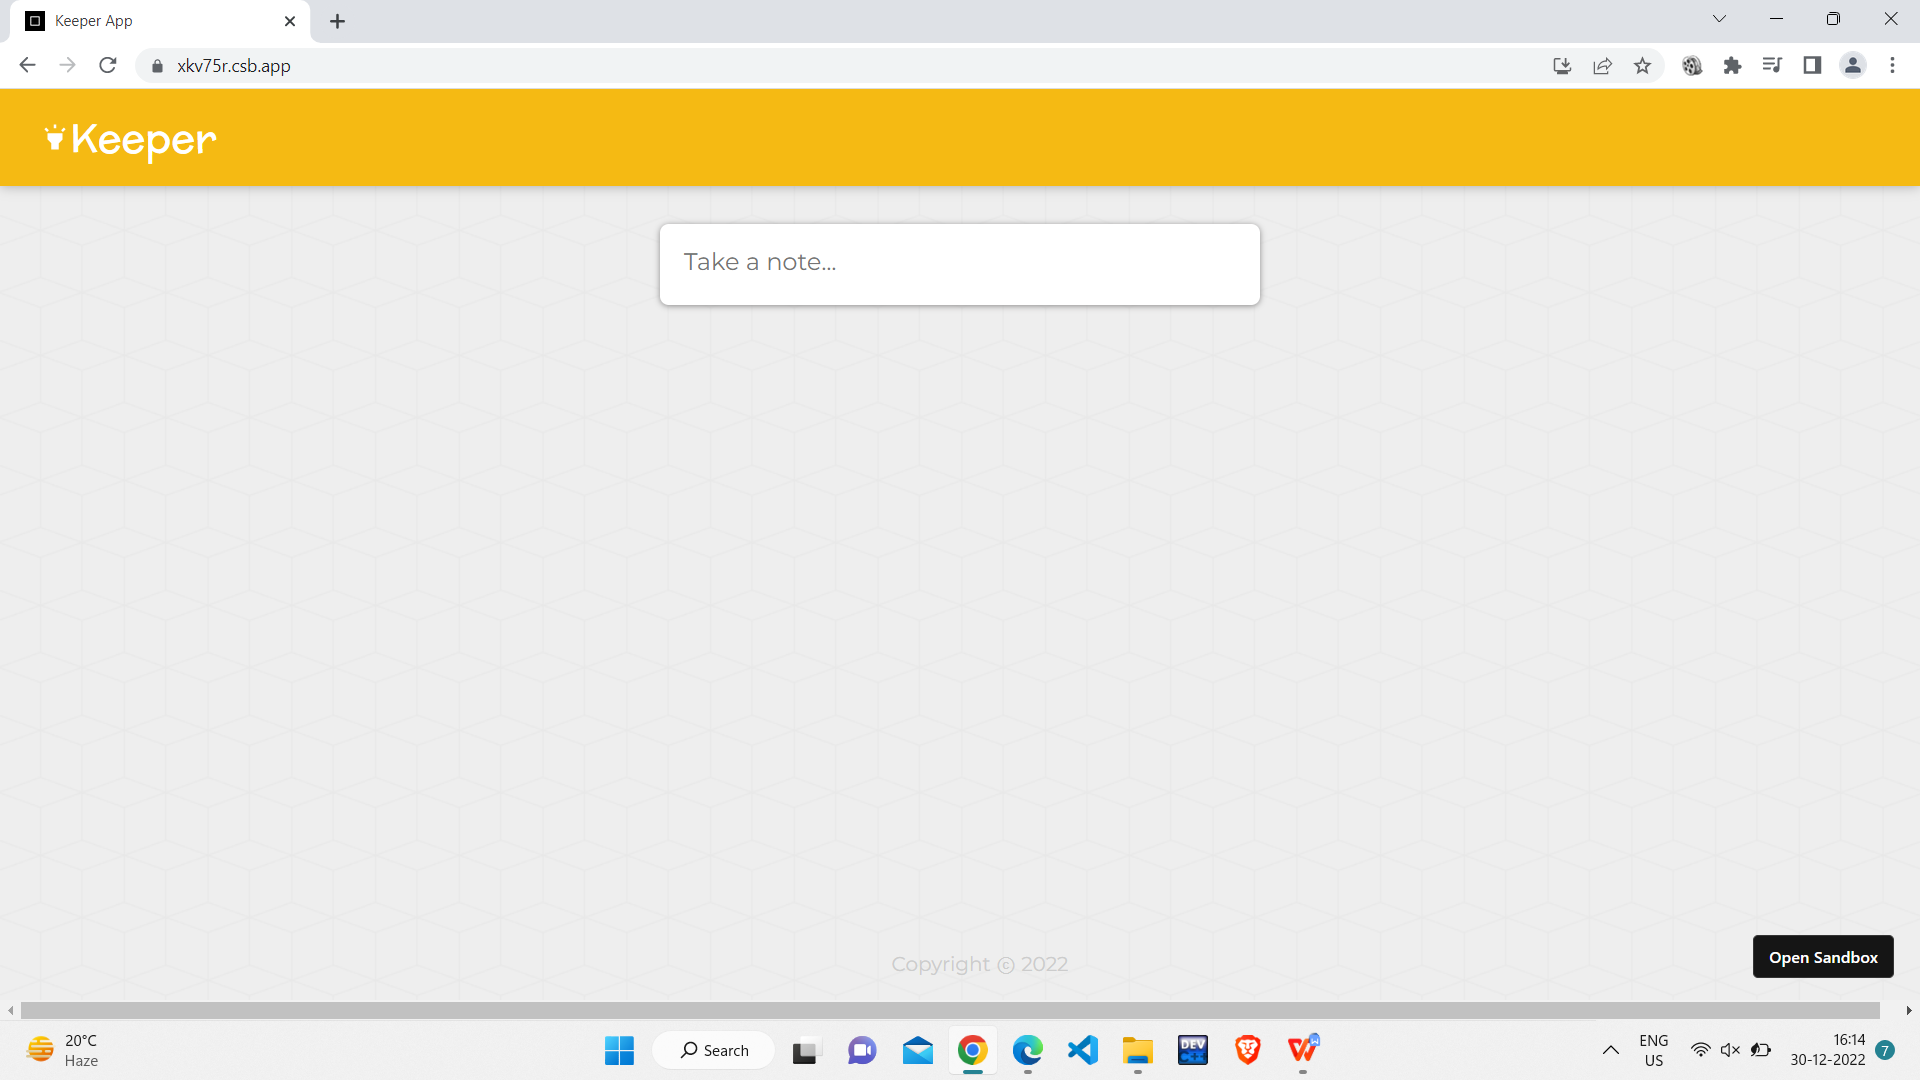 Keeper App
xkv75r.csb.app
Keeper
Take a note...
Copyright © 2022
Open Sandbox
20°C
Haze
Search
DEV
C++
ENG
US
16:14
30-12-2022
7